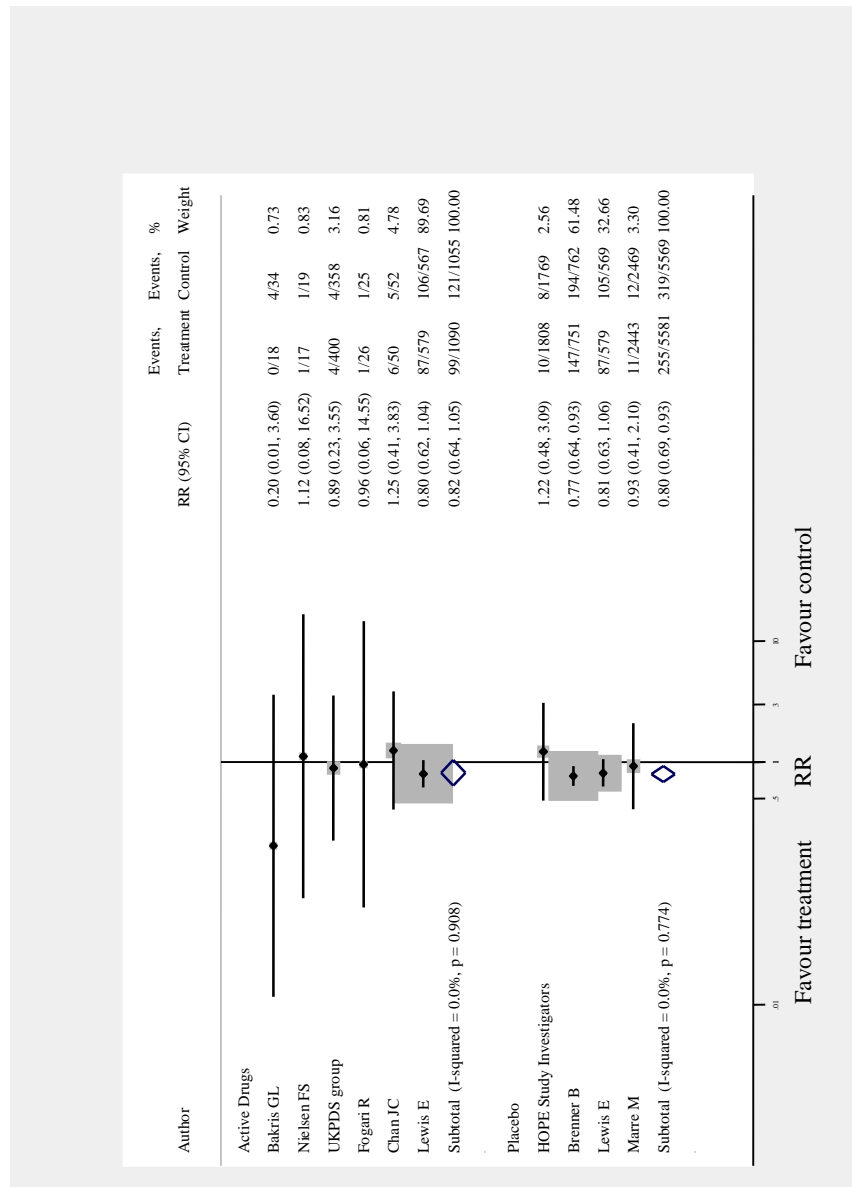 Events, Events, %
Author RR (95% CI) Treatment Control Weight
Active Drugs
Bakris GL 0.20 (0.01, 3.60) 0/18 4/34 0.73
Nielsen FS 1.12 (0.08, 16.52) 1/17 1/19 0.83
UKPDS group 0.89 (0.23, 3.55) 4/400 4/358 3.16
Fogari R 0.96 (0.06, 14.55) 1/26 1/25 0.81
Chan JC 1.25 (0.41, 3.83) 6/50 5/52 4.78
Lewis E 0.80 (0.62, 1.04) 87/579 106/567 89.69
Subtotal (I-squared = 0.0%, p = 0.908) 0.82 (0.64, 1.05) 99/1090 121/1055 100.00
.
Placebo
HOPE Study Investigators 1.22 (0.48, 3.09) 10/1808 8/1769 2.56
Brenner B 0.77 (0.64, 0.93) 147/751 194/762 61.48
Lewis E 0.81 (0.63, 1.06) 87/579 105/569 32.66
Marre M 0.93 (0.41, 2.10) 11/2443 12/2469 3.30
Subtotal (I-squared = 0.0%, p = 0.774) 0.80 (0.69, 0.93) 255/5581 319/5569 100.00
.
.01 .5 1 3 10
Favour treatment RR Favour control